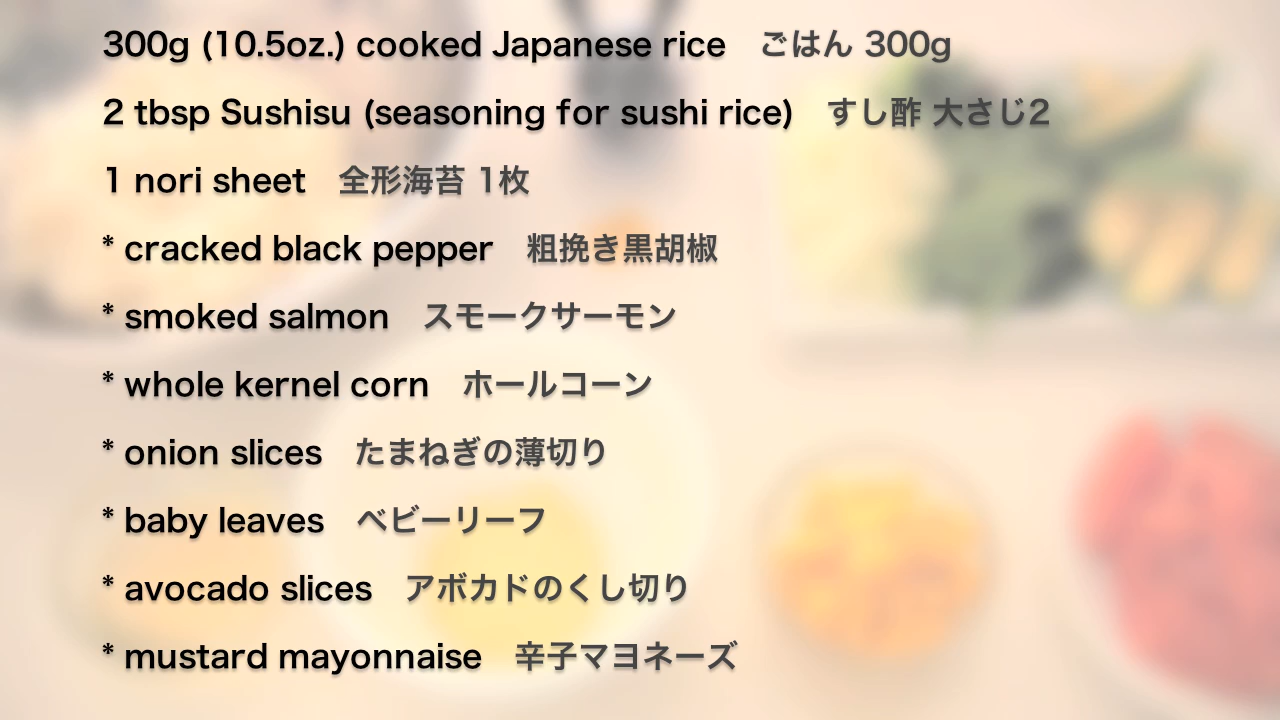 300g (10.5oz.) cooked Japanese rice ごはん 300g
2 tbsp Sushisu (seasoning for sushi rice) すし酢 大さじ2
1 nori sheet 全形海苔 1枚
* cracked black pepper 粗挽き黒胡椒
* smoked salmon スモークサーモン
* whole kernel corn ホールコーン
* onion slices たまねぎの薄切り
* baby leaves ベビーリーフ
* avocado slices アボカドのくし切り
* mustard mayonnaise 辛子マヨネーズ